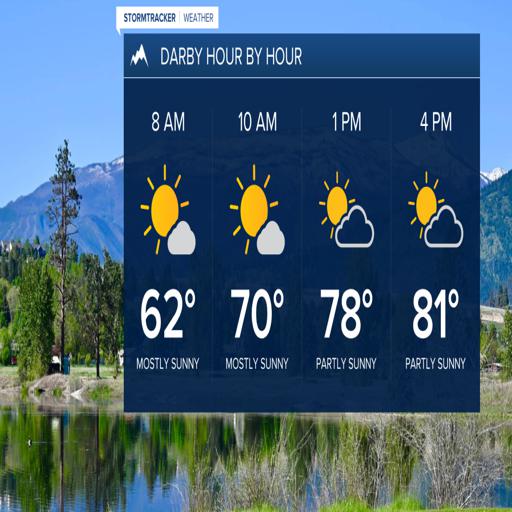 STORMTRACKER | WEATHER
DARBY HOUR BY HOUR
8 AM 10 AM 1 PM 4 PM
62° 70° 78° 81°
MOSTLY SUNNY MOSTLY SUNNY PARTLY SUNNY PARTLY SUNNY